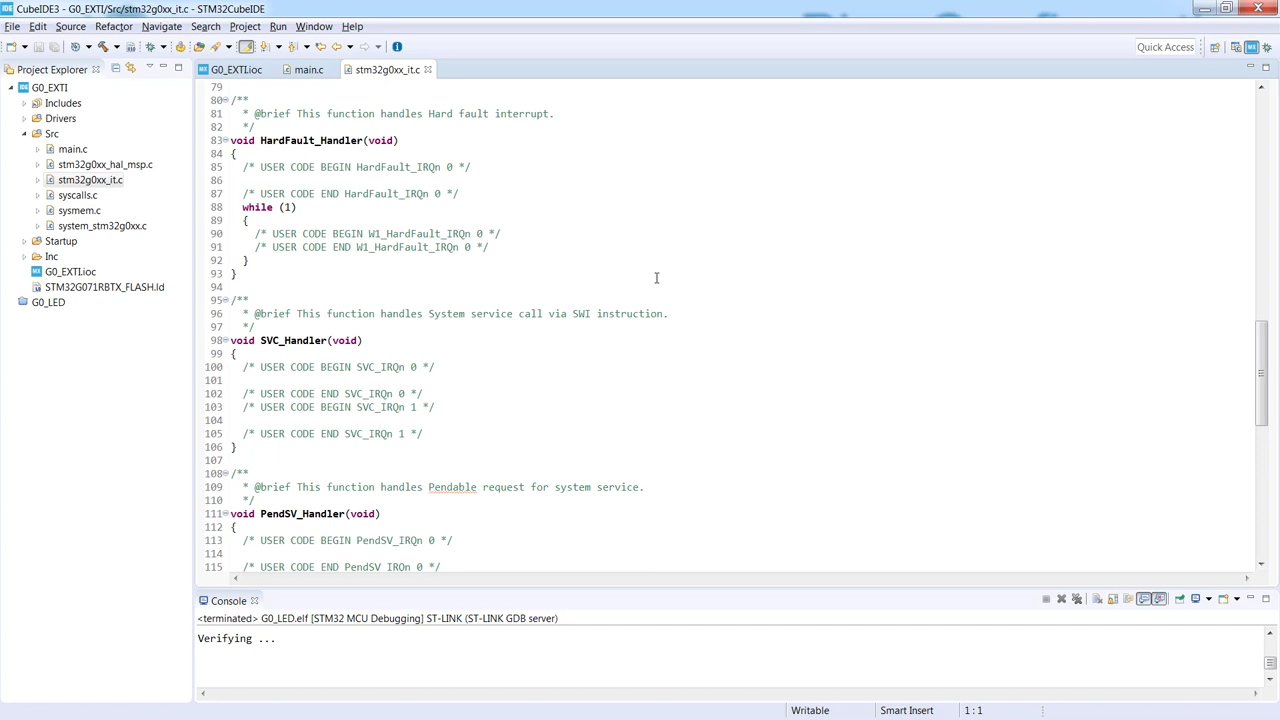 CubeIDE3 - G0_EXTI/Src/stm32g0xx_it.c - STM32CubeIDE
File Edit Source Refactor Navigate Search Project Run Window Help
Quick Access
Project Explorer
G0_EXTI.ioc main.c stm32g0xx_it.c
G0_EXTI
Includes
Drivers
Src
main.c
stm32g0xx_hal_msp.c
stm32g0xx_it.c
syscalls.c
sysmem.c
system_stm32g0xx.c
Startup
Inc
G0_EXTI.ioc
STM32G071RBTX_FLASH.ld
G0_LED
79
80 /**
81 * @brief This function handles Hard fault interrupt.
82 */
83 void HardFault_Handler(void)
84 {
85 /* USER CODE BEGIN HardFault_IRQn 0 */
86
87 /* USER CODE END HardFault_IRQn 0 */
88 while (1)
89 {
90 /* USER CODE BEGIN W1_HardFault_IRQn 0 */
91 /* USER CODE END W1_HardFault_IRQn 0 */
92 }
93 }
94
95 /**
96 * @brief This function handles System service call via SWI instruction.
97 */
98 void SVC_Handler(void)
99 {
100 /* USER CODE BEGIN SVC_IRQn 0 */
101
102 /* USER CODE END SVC_IRQn 0 */
103 /* USER CODE BEGIN SVC_IRQn 1 */
104
105 /* USER CODE END SVC_IRQn 1 */
106 }
107
108 /**
109 * @brief This function handles Pendable request for system service.
110 */
111 void PendSV_Handler(void)
112 {
113 /* USER CODE BEGIN PendSV_IRQn 0 */
114
115 /* USER CODE END PendSV_IRQn 0 */
Console
<terminated> G0_LED.elf [STM32 MCU Debugging] ST-LINK (ST-LINK GDB server)
Verifying ...
Writable Smart Insert 1 : 1